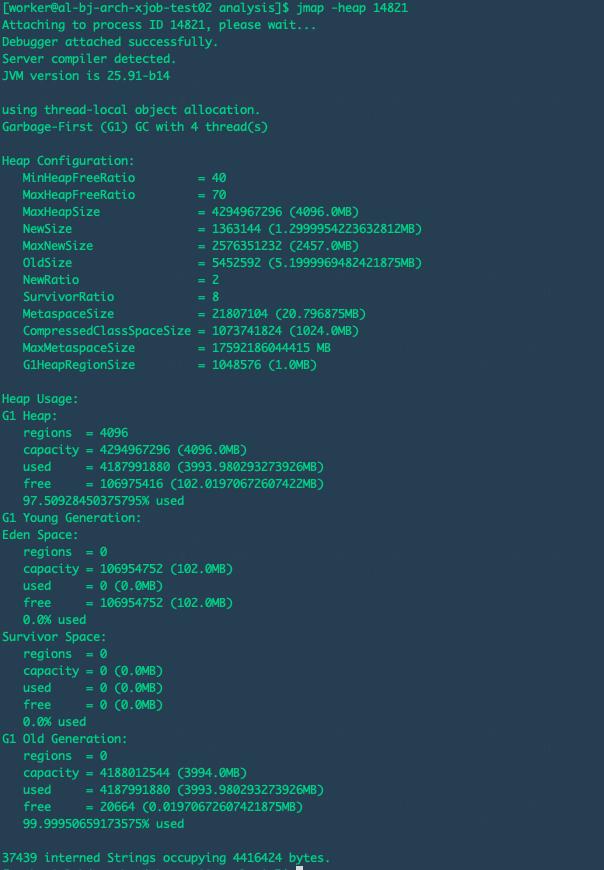 [worker@al-bj-arch-xjob-test02 analysis]$ jmap -heap 14821
Attaching to process ID 14821, please wait...
Debugger attached successfully.
Server compiler detected.
JVM version is 25.91-b14

using thread-local object allocation.
Garbage-First (G1) GC with 4 thread(s)

Heap Configuration:
   MinHeapFreeRatio         = 40
   MaxHeapFreeRatio         = 70
   MaxHeapSize              = 4294967296 (4096.0MB)
   NewSize                  = 1363144 (1.2999954223632812MB)
   MaxNewSize               = 2576351232 (2457.0MB)
   OldSize                  = 5452592 (5.1999969482421875MB)
   NewRatio                 = 2
   SurvivorRatio            = 8
   MetaspaceSize            = 21807104 (20.796875MB)
   CompressedClassSpaceSize = 1073741824 (1024.0MB)
   MaxMetaspaceSize         = 17592186044415 MB
   G1HeapRegionSize         = 1048576 (1.0MB)

Heap Usage:
G1 Heap:
   regions  = 4096
   capacity = 4294967296 (4096.0MB)
   used     = 4187991880 (3993.980293273926MB)
   free     = 106975416 (102.01970672607422MB)
   97.50928450375795% used
G1 Young Generation:
Eden Space:
   regions  = 0
   capacity = 106954752 (102.0MB)
   used     = 0 (0.0MB)
   free     = 106954752 (102.0MB)
   0.0% used
Survivor Space:
   regions  = 0
   capacity = 0 (0.0MB)
   used     = 0 (0.0MB)
   free     = 0 (0.0MB)
   0.0% used
G1 Old Generation:
   regions  = 0
   capacity = 4188012544 (3994.0MB)
   used     = 4187991880 (3993.980293273926MB)
   free     = 20664 (0.01970672607421875MB)
   99.99950659173575% used

37439 interned Strings occupying 4416424 bytes.